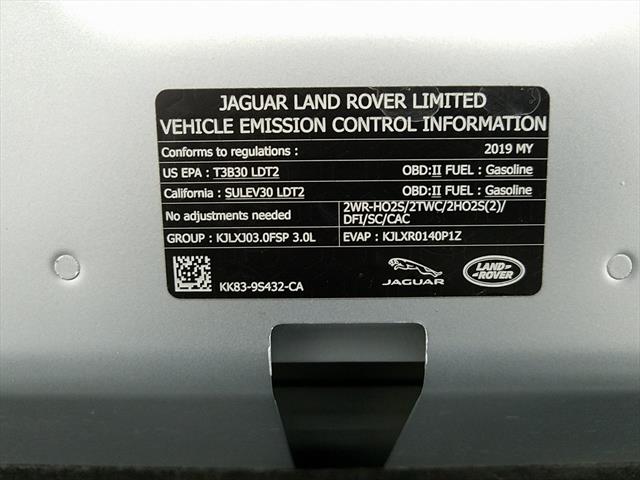 JAGUAR LAND ROVER LIMITED
VEHICLE EMISSION CONTROL INFORMATION
Conforms to regulations: 2019 MY
US EPA : T3B30 LDT2 OBD:II FUEL : Gasoline
California : SULEV30 LDT2 OBD:II FUEL : Gasoline
No adjustments needed 2WR-HO2S/2TWC/2HO2S(2)/
DFI/SC/CAC
GROUP : KJLXJ03.0FSP 3.0L EVAP : KJLXR0140P1Z
KK83-9S432-CA JAGUAR LAND ROVER